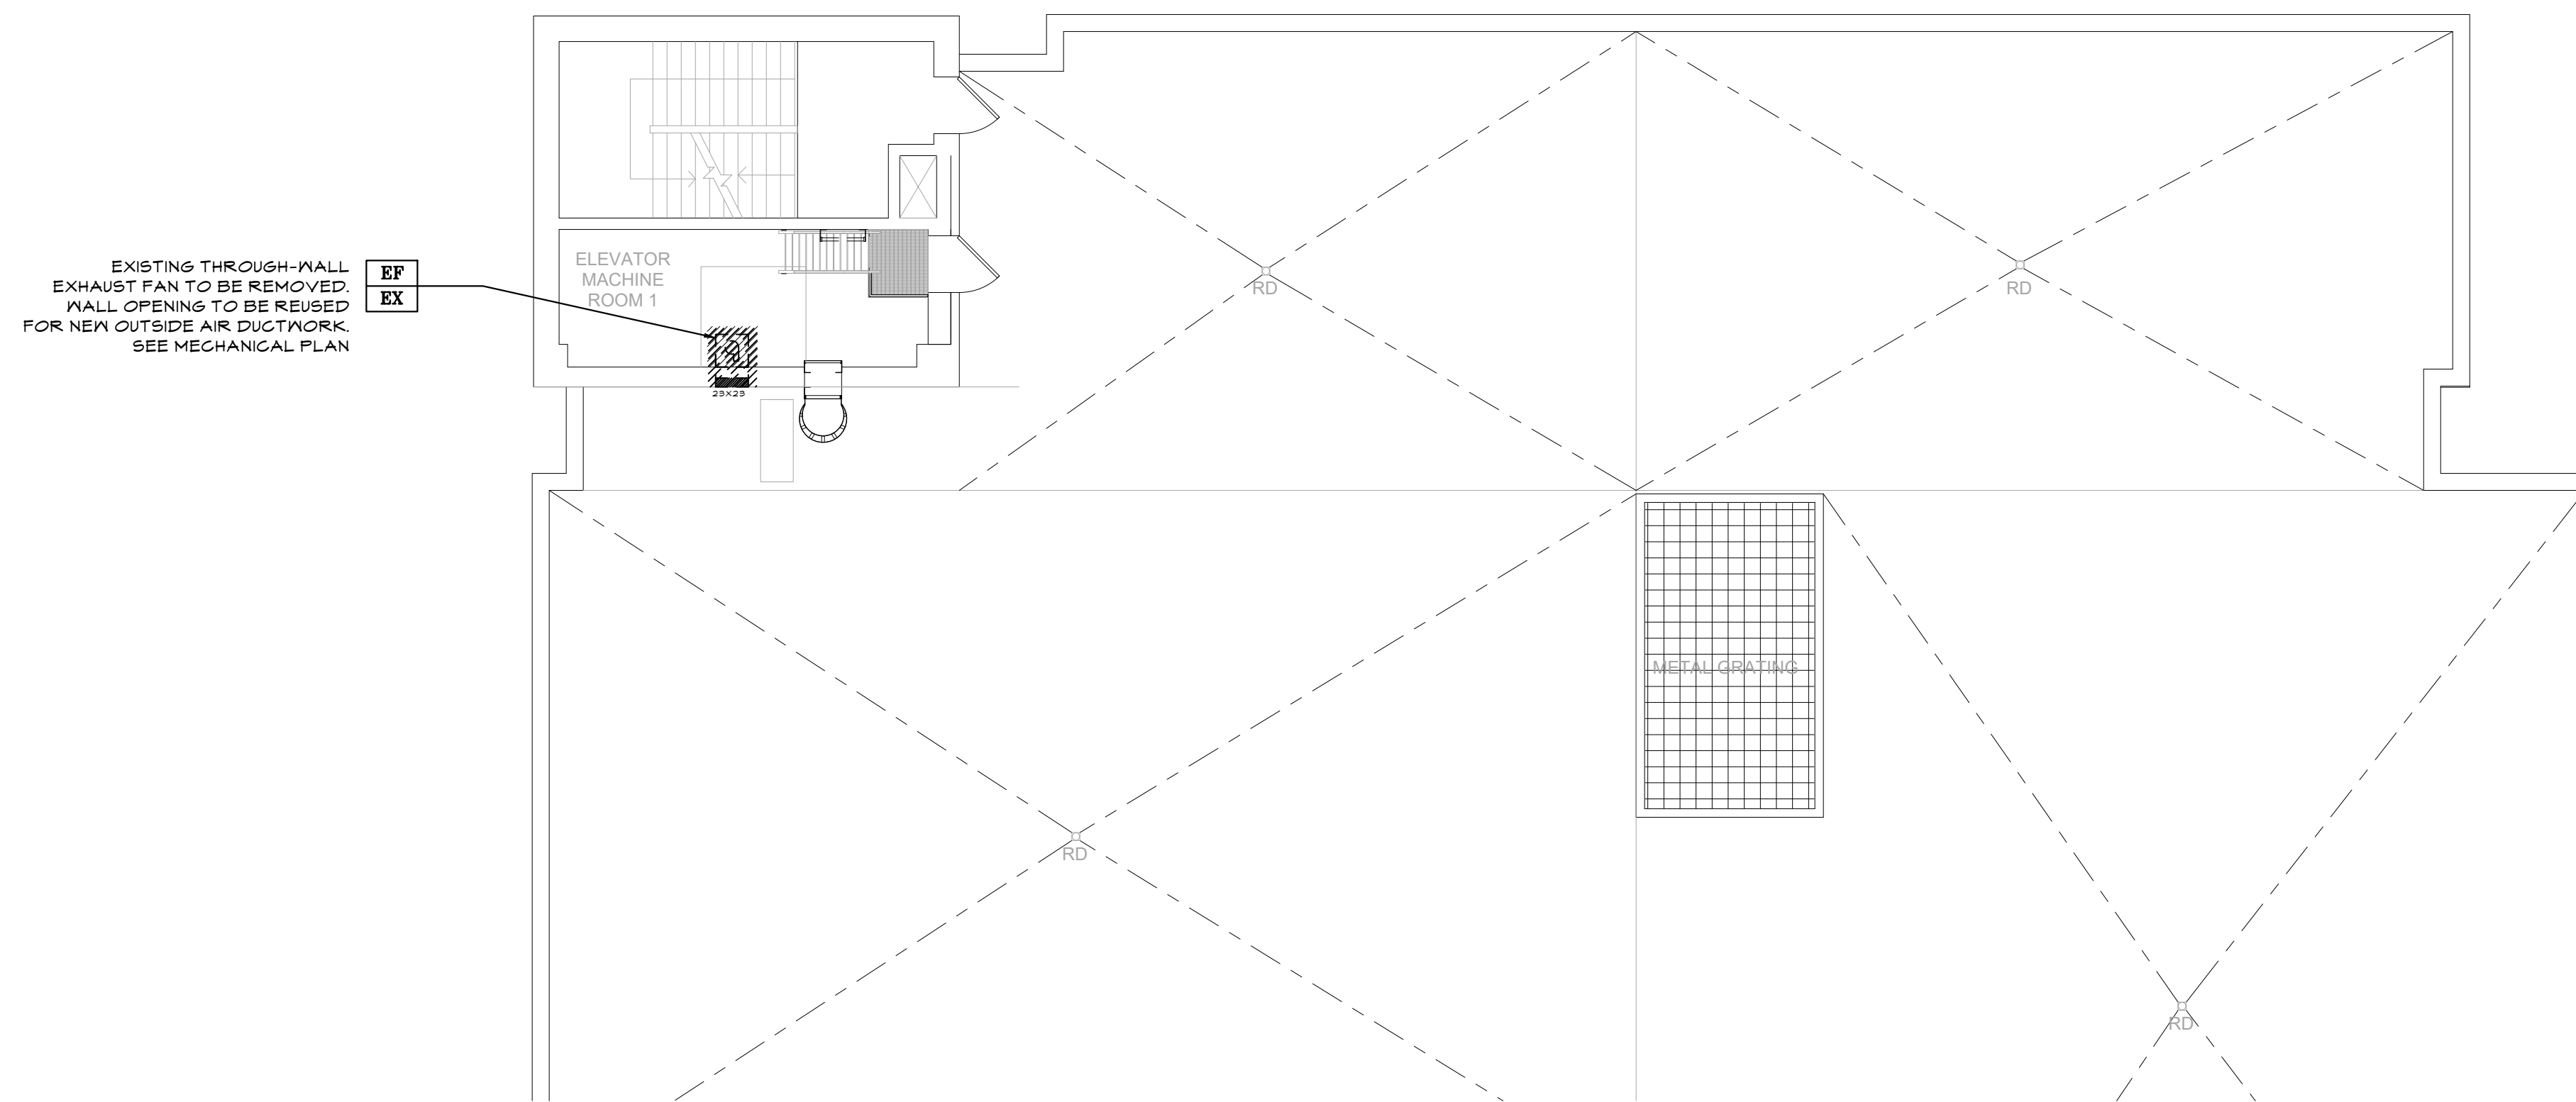 EXISTING THROUGH-WALL
EXHAUST FAN TO BE REMOVED.
WALL OPENING TO BE REUSED
FOR NEW OUTSIDE AIR DUCTWORK.
SEE MECHANICAL PLAN
EF
EX
ELEVATOR
MACHINE
ROOM 1
23X23
RD
RD
METAL GRATING
RD
RD